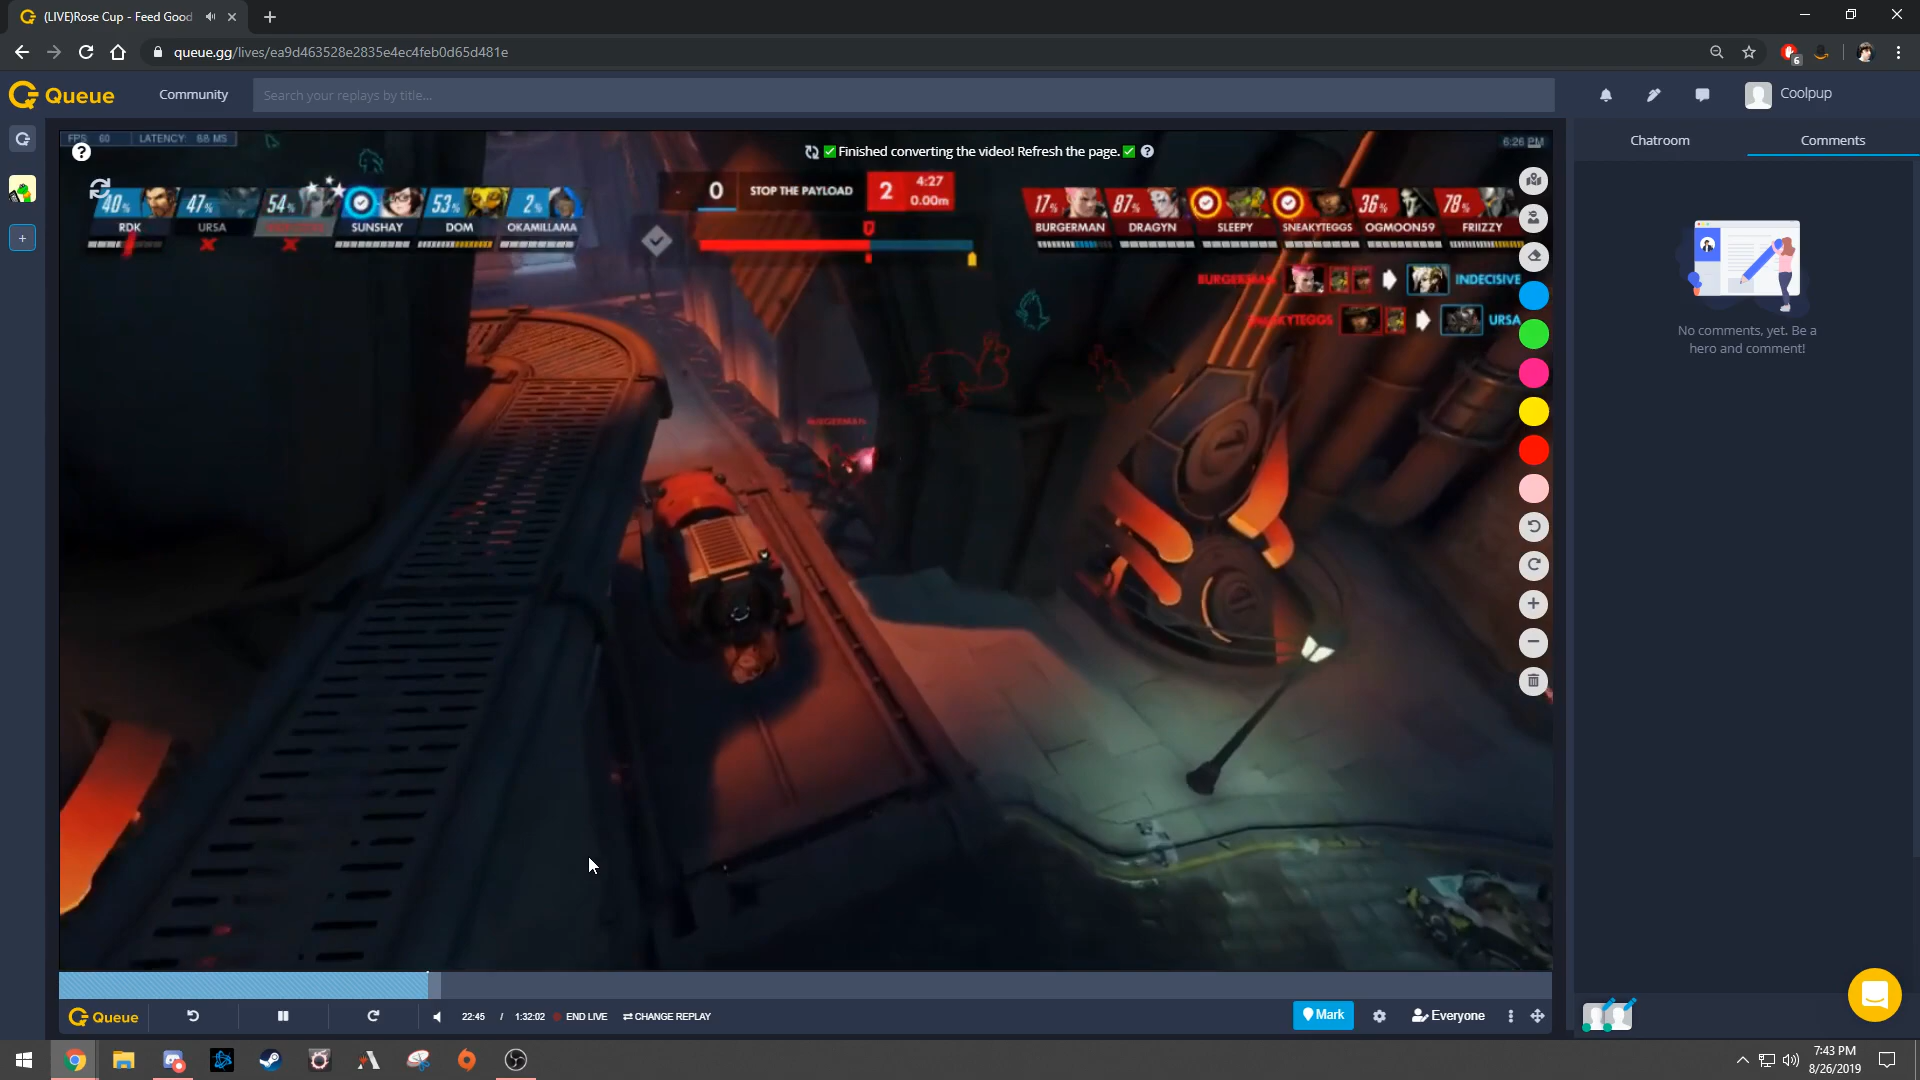 (LIVE)Rose Cup - Feed Good
queue.gg/lives/ea9d463528e2835e4ec4feb0d65d481e
6
Queue
Community
Search your replays by title...
Coolpup
FPS: 60 LATENCY: 68 MS
Finished converting the video! Refresh the page.
6:26 PM
Chatroom
Comments
40% 47% 54% 53% 2%
RDK URSA SUNSHAY DOM OKAMILLAMA
0 STOP THE PAYLOAD 2 4:27
0.00m
17% 87% 36% 78%
BURGERMAN DRAGYN SLEEPY SNEAKYTEGGS OGMOON59 FRIIZZY
BURGERMAN INDECISIVE
SNEAKYTEGGS URSA
BURGERMAN
No comments, yet. Be a
hero and comment!
Queue
22:45 / 1:32:02 END LIVE CHANGE REPLAY
Mark
Everyone
7:43 PM
8/26/2019